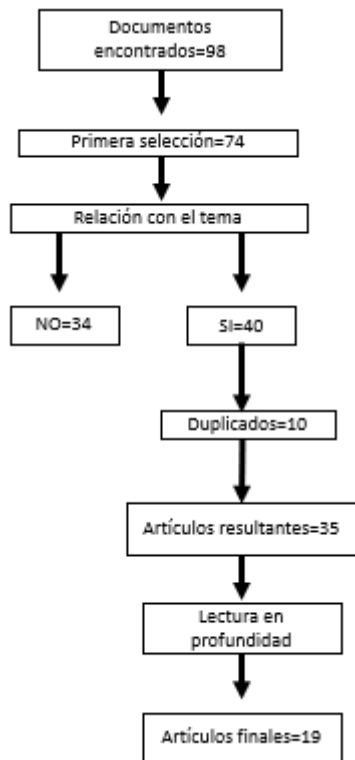 Documentos
encontrados=98
Primera selección=74
Relación con el tema
NO=34
SI=40
Duplicados=10
Artículos resultantes=35
Lectura en
profundidad
Artículos finales=19